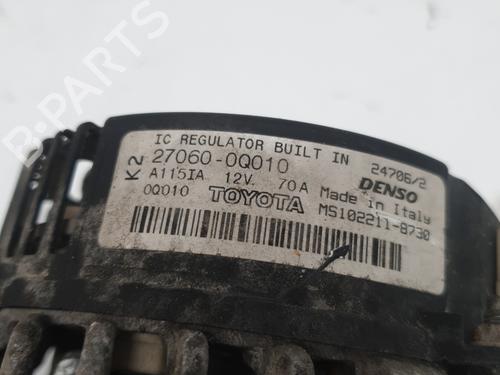 IC REGULATOR BUILT IN
K2 27060-0Q010 24706/2
A115IA 12V. 70A DENSO
0Q010 TOYOTA Made in Italy
MS102211-8730
B-PARTS